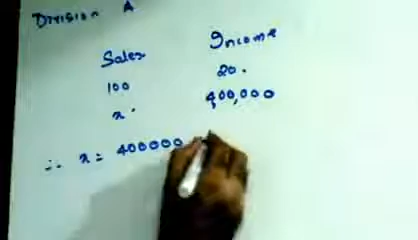 Division A
Sales Income
100 20.
x. 400,000
∴ x = 400000